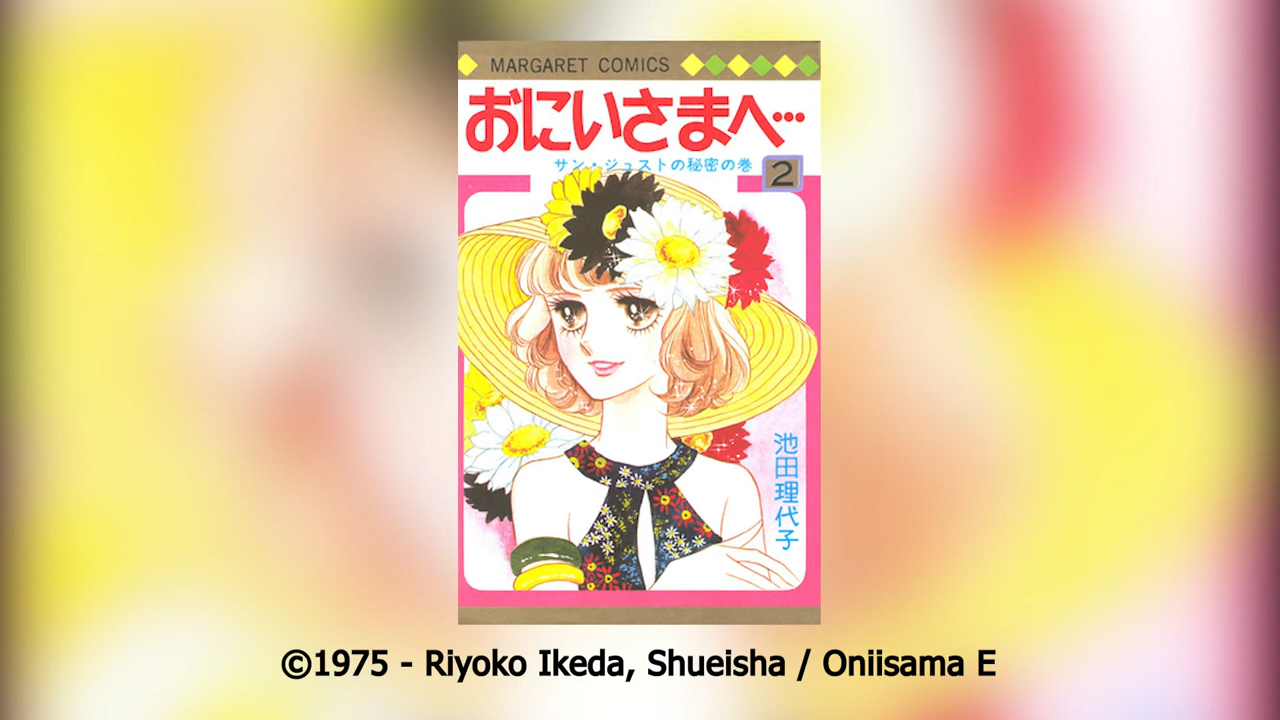 MARGARET COMICS
おにいさまへ…
サン・ジュストの秘密の巻
2
池田理代子
©1975 - Riyoko Ikeda, Shueisha / Oniisama E